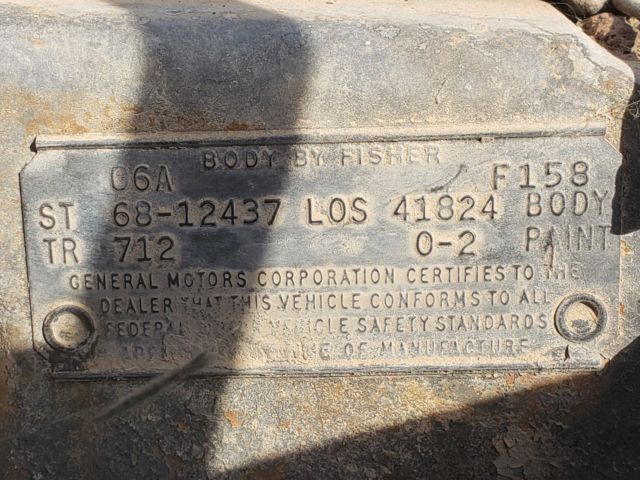 BODY BY FISHER
06A F158
ST 68-12437 LOS 41824 BODY
TR 712 O-2 PAINT
GENERAL MOTORS CORPORATION CERTIFIES TO THE
DEALER THAT THIS VEHICLE CONFORMS TO ALL
FEDERAL VEHICLE SAFETY STANDARDS
OF MANUFACTURE